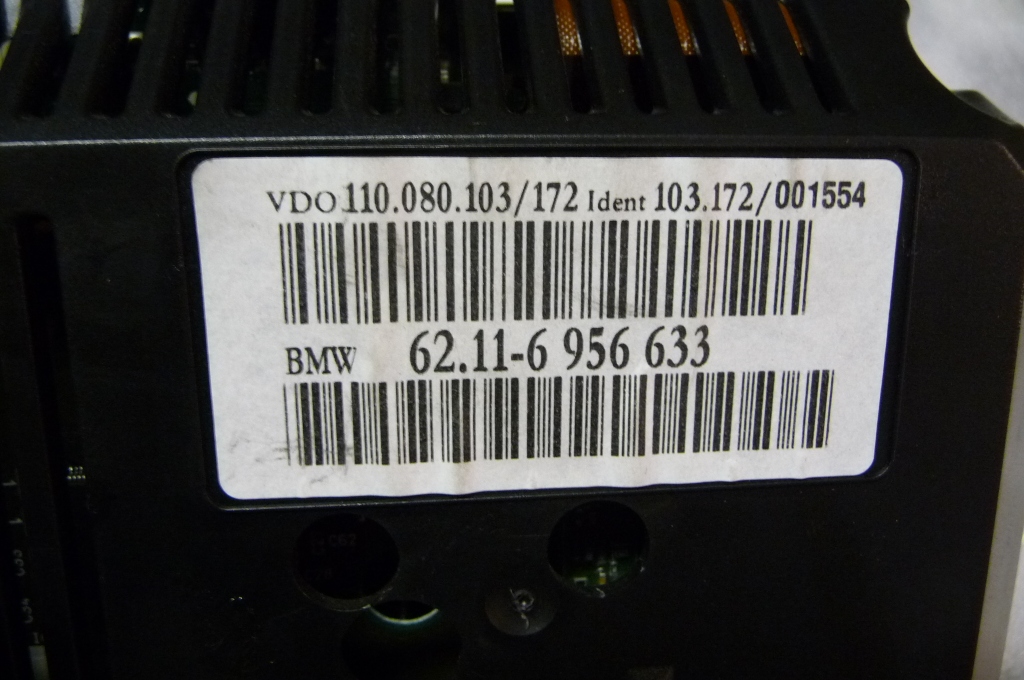 VDO 110.080.103/172 Ident 103.172/001554
BMW 62.11-6 956 633